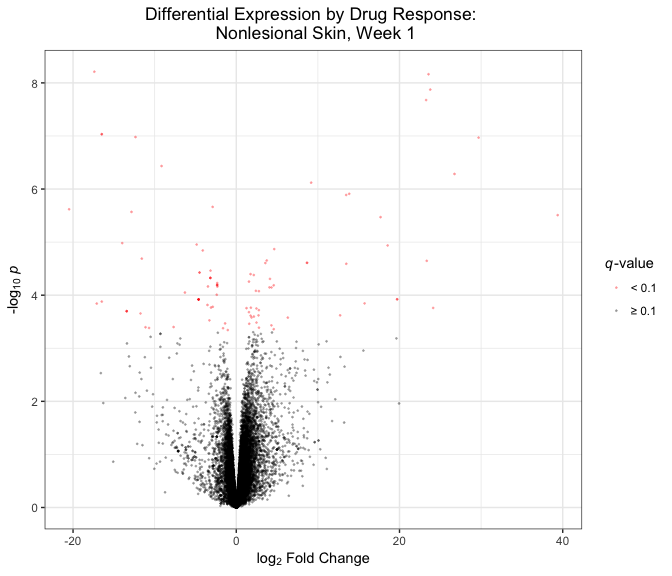 Differential Expression by Drug Response:
Nonlesional Skin, Week 1
8
6
4
2
0
-log10 p
-20
0
20
40
log2 Fold Change
q-value
< 0.1
≥ 0.1